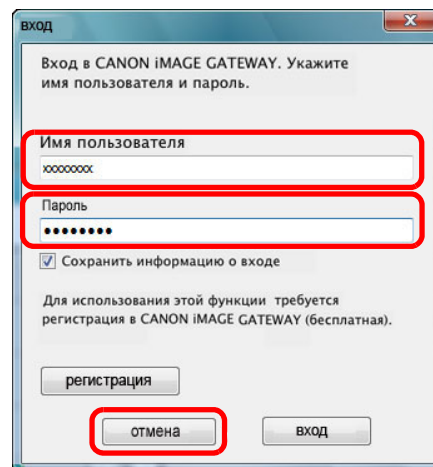 вход
Вход в CANON iMAGE GATEWAY. Укажите
имя пользователя и пароль.
Имя пользователя
xxxxxxxx
Пароль
••••••••
Сохранить информацию о входе
Для использования этой функции требуется
регистрация в CANON iMAGE GATEWAY (бесплатная).
регистрация
отмена вход